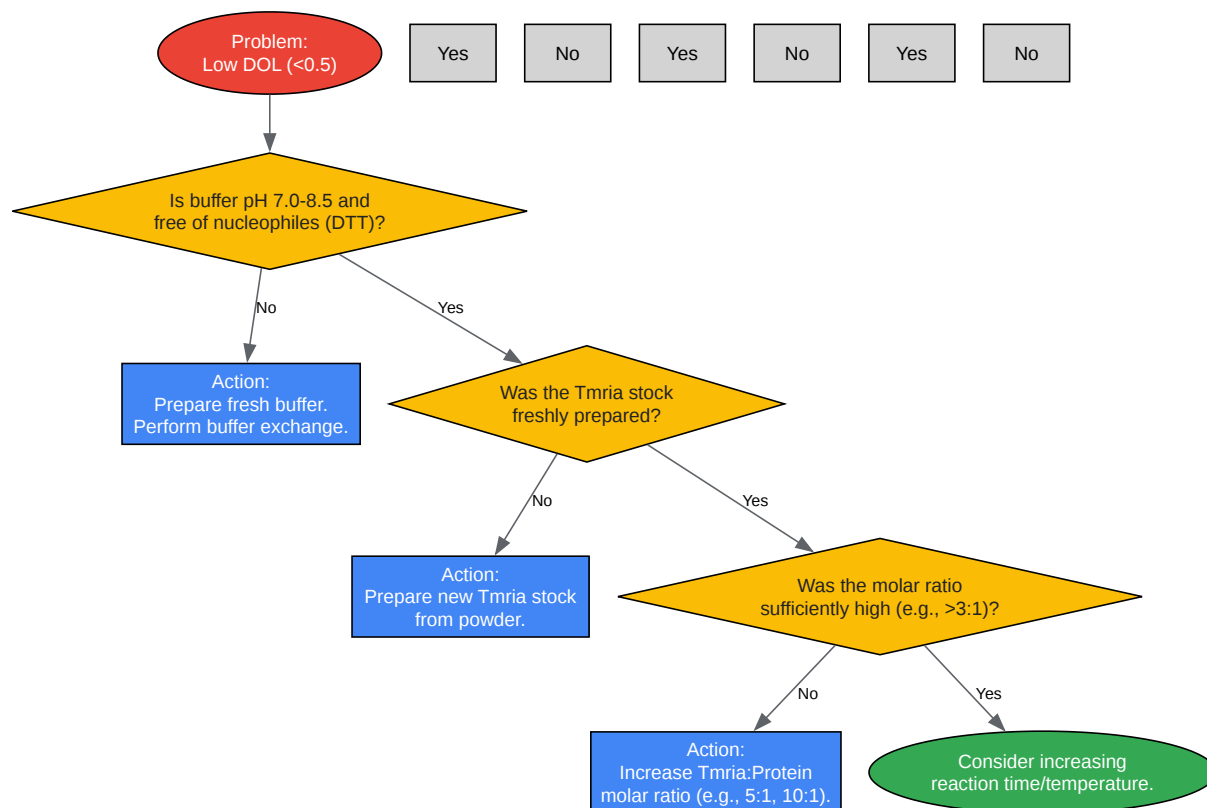 Problem:
Low DOL (<0.5)
Yes
No
Yes
No
Yes
No
Is buffer pH 7.0-8.5 and
free of nucleophiles (DTT)?
No
Yes
Action:
Prepare fresh buffer.
Perform buffer exchange.
Was the Tmria stock
freshly prepared?
No
Yes
Action:
Prepare new Tmria stock
from powder.
Was the molar ratio
sufficiently high (e.g., >3:1)?
No
Yes
Action:
Increase Tmria:Protein
molar ratio (e.g., 5:1, 10:1).
Consider increasing
reaction time/temperature.